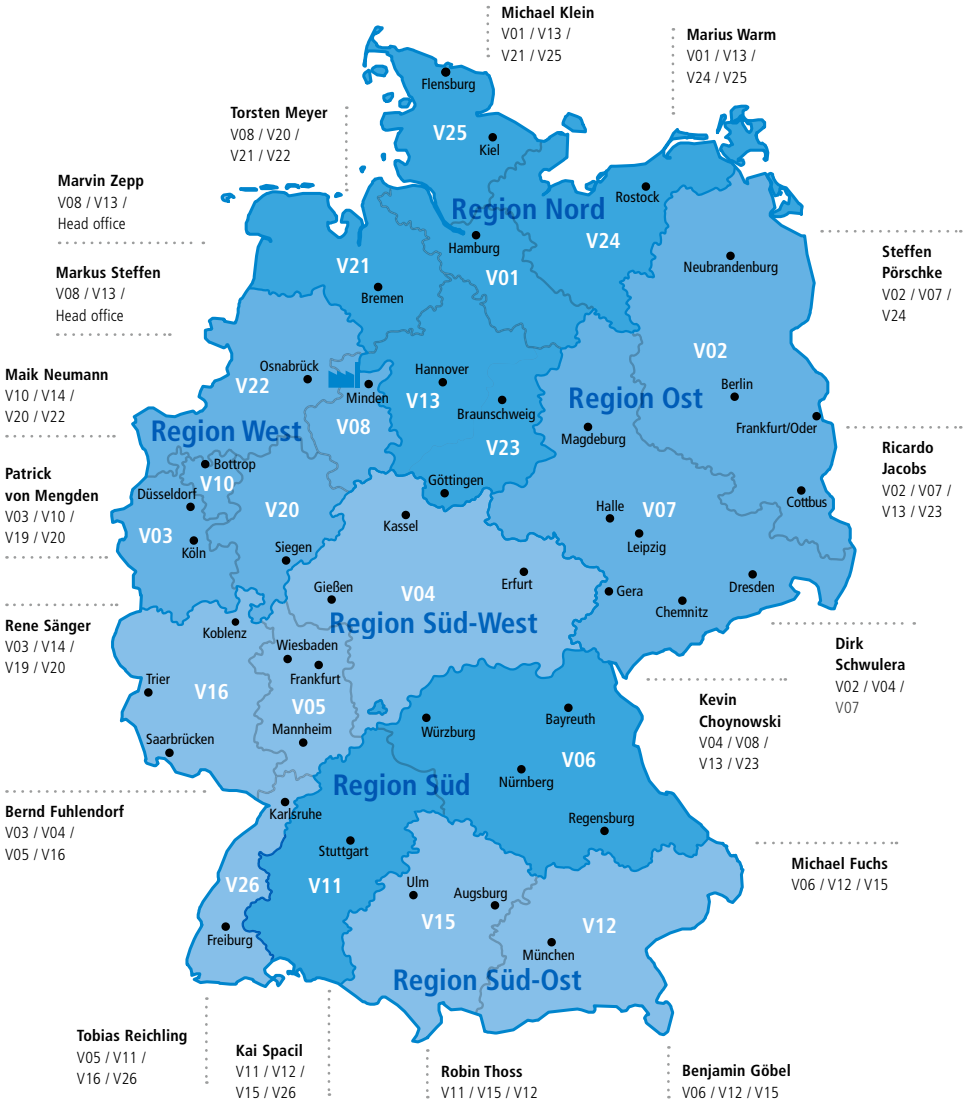 Michael Klein
V01 / V13 /
V21 / V25
Marius Warm
V01 / V13 /
V24 / V25
Torsten Meyer
V08 / V20 /
V21 / V22
Marvin Zepp
V08 / V13 /
Head office
Markus Steffen
V08 / V13 /
Head office
Maik Neumann
V10 / V14 /
V20 / V22
Patrick
von Mengden
V03 / V10 /
V19 / V20
Rene Sänger
V03 / V14 /
V19 / V20
Bernd Fuhlendorf
V03 / V04 /
V05 / V16
Tobias Reichling
V05 / V11 /
V16 / V26
Kai Spacil
V11 / V12 /
V15 / V26
Robin Thoss
V11 / V15 / V12
Benjamin Göbel
V06 / V12 / V15
Michael Fuchs
V06 / V12 / V15
Kevin
Choynowski
V04 / V08 /
V13 / V23
Dirk
Schwulera
V02 / V04 /
V07
Ricardo
Jacobs
V02 / V07 /
V13 / V23
Steffen
Pörschke
V02 / V07 /
V24
Flensburg
V25
Kiel
Rostock
Region Nord
Hamburg
V24
V01
V21
Bremen
Neubrandenburg
V02
Osnabrück
V22
Minden
Hannover
V13
Braunschweig
Berlin
Region Ost
Frankfurt/Oder
Region West
V08
Magdeburg
V23
Bottrop
V10
Düsseldorf
Göttingen
Cottbus
V03
Köln
V20
Siegen
Kassel
Halle
V07
Leipzig
Gießen
V04
Erfurt
Gera
Dresden
Chemnitz
Koblenz
Region Süd-West
Wiesbaden
Frankfurt
Trier
V16
V05
Mannheim
Saarbrücken
Würzburg
Bayreuth
V06
Nürnberg
Region Süd
Karlsruhe
Regensburg
Stuttgart
V26
V11
Ulm
Augsburg
V15
V12
Freiburg
München
Region Süd-Ost